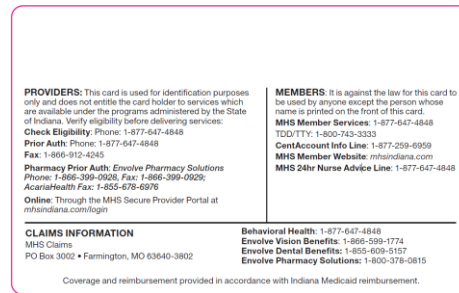 PROVIDERS: This card is used for identification purposes
only and does not entitle the card holder to services which
are available under the programs administered by the State
of Indiana. Verify eligibility before delivering services:
Check Eligibility: Phone: 1-877-647-4848
Prior Auth: Phone: 1-877-647-4848
Fax: 1-866-912-4245
Pharmacy Prior Auth: Envolve Pharmacy Solutions
Phone: 1-866-399-0928, Fax: 1-866-399-0929;
AcariaHealth Fax: 1-855-678-6976
Online: Through the MHS Secure Provider Portal at
mhsindiana.com/login
MEMBERS: It is against the law for this card to
be used by anyone except the person whose
name is printed on the front of this card.
MHS Member Services: 1-877-647-4848
TDD/TTY: 1-800-743-3333
CentAccount Info Line: 1-877-259-6959
MHS Member Website: mhsindiana.com
MHS 24hr Nurse Advice Line: 1-877-647-4848
CLAIMS INFORMATION
MHS Claims
PO Box 3002 • Farmington, MO 63640-3802
Behavioral Health: 1-877-647-4848
Envolve Vision Benefits: 1-866-599-1774
Envolve Dental Benefits: 1-855-609-5157
Envolve Pharmacy Solutions: 1-800-378-0815
Coverage and reimbursement provided in accordance with Indiana Medicaid reimbursement.